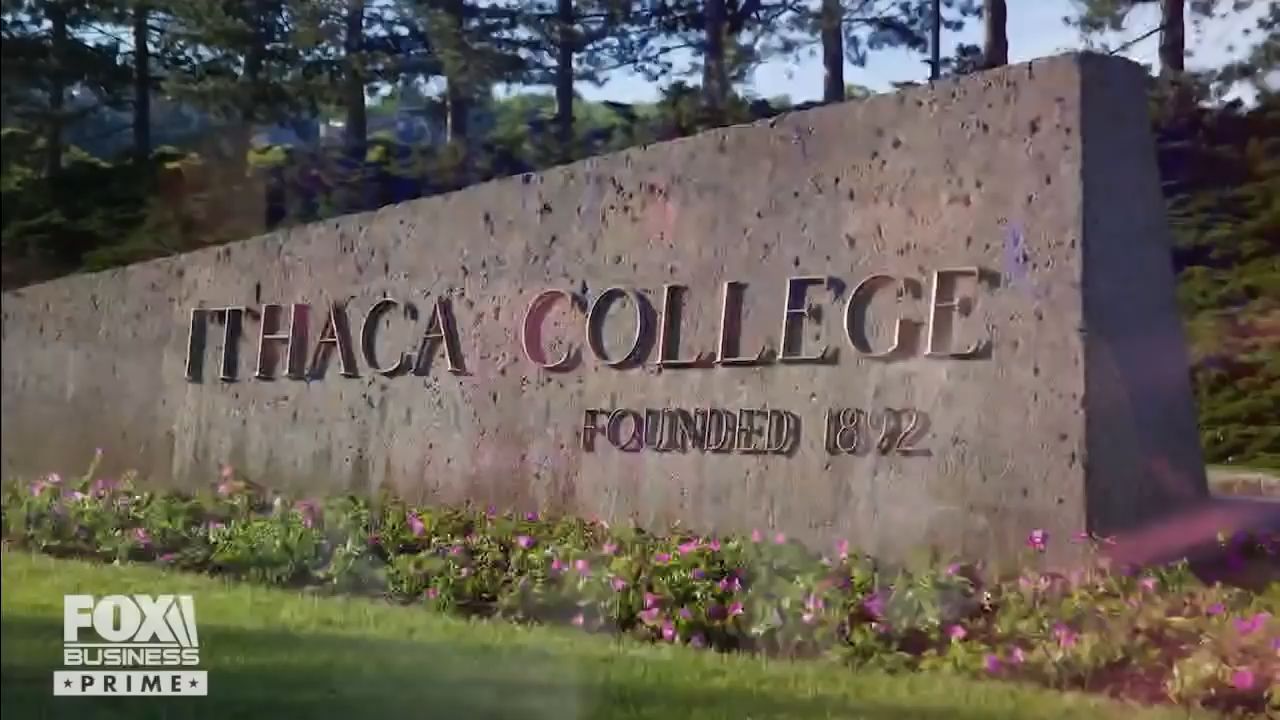 ITHACA COLLEGE
FOUNDED 1892
FOX
BUSINESS
PRIME